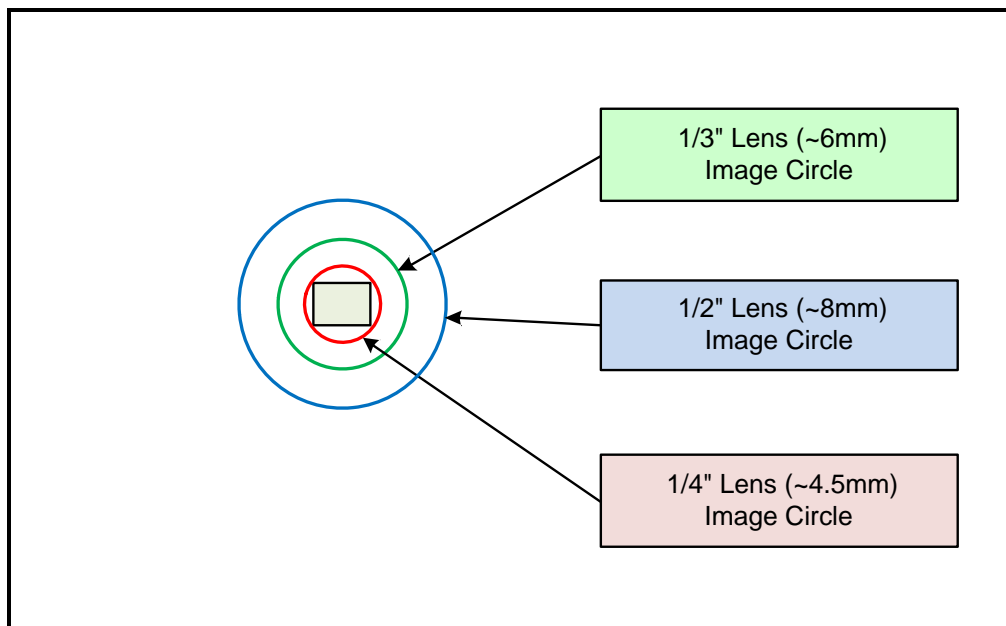 1/3" Lens (~6mm)
Image Circle
1/2" Lens (~8mm)
Image Circle
1/4" Lens (~4.5mm)
Image Circle